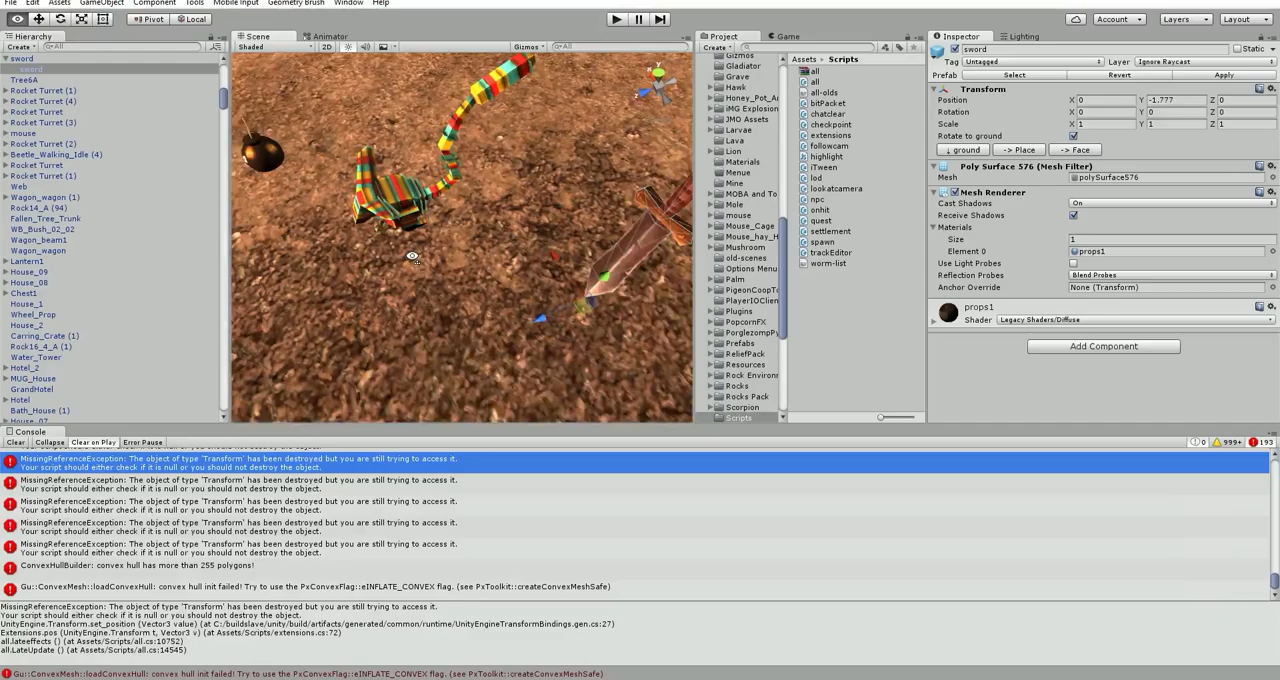 File Edit Assets GameObject Component Tools Mobile Input Geometry Brush Window Help
Pivot Local Account Layers Layout
Hierarchy
Create All
sword
sword
Tree6A
Rocket Turret (1)
Rocket Turret (4)
Rocket Turret
Rocket Turret (3)
mouse
Rocket Turret (2)
Beetle_Walking_Idle (4)
Rocket Turret
Rocket Turret (1)
Web
Wagon_wagon (1)
Rock14_A (94)
Fallen_Tree_Trunk
WB_Bush_02_02
Wagon_beam1
Wagon_wagon
Lantern1
House_09
House_08
Chest1
House_1
Wheel_Prop
House_2
Carring_Crate (1)
Rock16_4_A (1)
Water_Tower
Hotel_2
MUG_House
GrandHotel
Hotel
Bath_House (1)
House_07
Scene Animator
Shaded 2D Gizmos All
y
x
z
Project Game
Create
Gizmos
Gladiator
Grave
Hawk
Honey_Pot_An
iMG Explosion
JMO Assets
Larvae
Lava
Lion
Materials
Menue
Mine
MOBA and To
Mole
mouse
Mouse_Cage
Mouse_hay_H
Mushroom
old-scenes
Options Menu
Palm
PigeonCoopTo
PlayerIOClien
Plugins
PopcornFX
PorglezompPy
Prefabs
ReliefPack
Resources
Rock Environm
Rocks
Rocks Pack
Scorpion
Scripts
Assets Scripts
all
all
all-olds
bitPacket
chatclear
checkpoint
extensions
followcam
highlight
iTween
lod
lookatcamera
npc
onhit
quest
settlement
spawn
trackEditor
worm-list
Inspector Lighting
sword Static
Tag Untagged Layer Ignore Raycast
Prefab Select Revert Apply
Transform
Position X 0 Y -1.777 Z 0
Rotation X 0 Y 0 Z 0
Scale X 1 Y 1 Z 1
Rotate to ground
↓ ground -> Place -> Face
Poly Surface 576 (Mesh Filter)
Mesh polySurface576
Mesh Renderer
Cast Shadows On
Receive Shadows
Materials
Size 1
Element 0 props1
Use Light Probes
Reflection Probes Blend Probes
Anchor Override None (Transform)
props1
Shader Legacy Shaders/Diffuse
Add Component
Console
Clear Collapse Clear on Play Error Pause 0 999+ 193
MissingReferenceException: The object of type 'Transform' has been destroyed but you are still trying to access it.
Your script should either check if it is null or you should not destroy the object.
MissingReferenceException: The object of type 'Transform' has been destroyed but you are still trying to access it.
Your script should either check if it is null or you should not destroy the object.
MissingReferenceException: The object of type 'Transform' has been destroyed but you are still trying to access it.
Your script should either check if it is null or you should not destroy the object.
MissingReferenceException: The object of type 'Transform' has been destroyed but you are still trying to access it.
Your script should either check if it is null or you should not destroy the object.
MissingReferenceException: The object of type 'Transform' has been destroyed but you are still trying to access it.
Your script should either check if it is null or you should not destroy the object.
ConvexHullBuilder: convex hull has more than 255 polygons!
Gu::ConvexMesh::loadConvexHull: convex hull init failed! Try to use the PxConvexFlag::eINFLATE_CONVEX flag. (see PxToolkit::createConvexMeshSafe)
MissingReferenceException: The object of type 'Transform' has been destroyed but you are still trying to access it.
Your script should either check if it is null or you should not destroy the object.
UnityEngine.Transform.set_position (Vector3 value) (at C:/buildslave/unity/build/artifacts/generated/common/runtime/UnityEngineTransformBindings.gen.cs:27)
Extensions.pos (UnityEngine.Transform t, Vector3 v) (at Assets/Scripts/extensions.cs:72)
all.lateeffects () (at Assets/Scripts/all.cs:10752)
all.LateUpdate () (at Assets/Scripts/all.cs:14545)
Gu::ConvexMesh::loadConvexHull: convex hull init failed! Try to use the PxConvexFlag::eINFLATE_CONVEX flag. (see PxToolkit::createConvexMeshSafe)